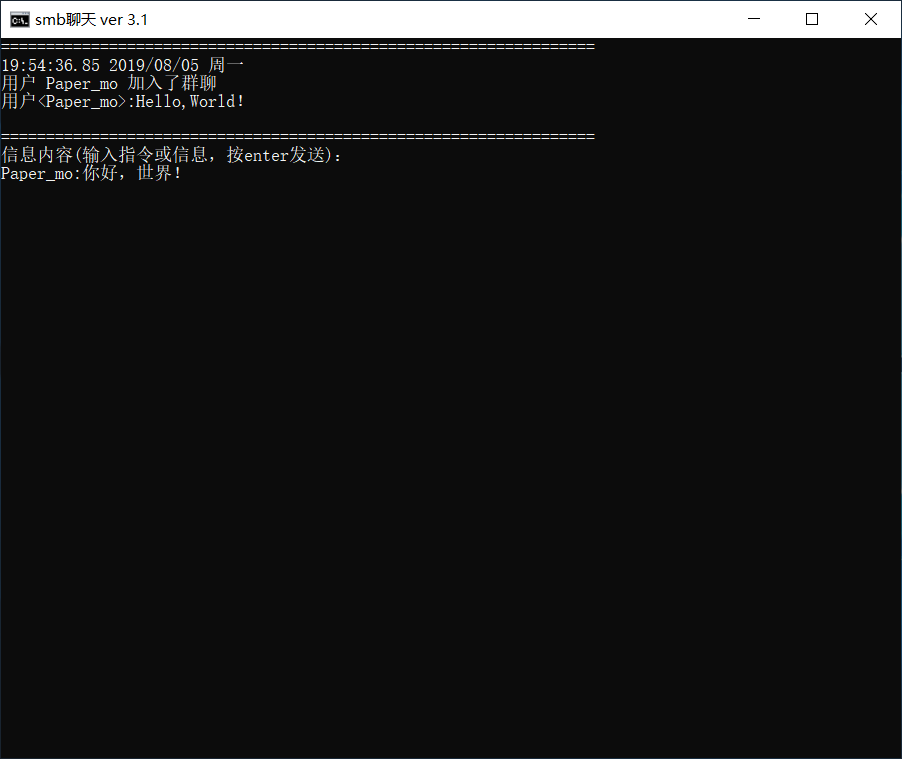 smb聊天 ver 3.1
==================================================================
19:54:36.85 2019/08/05 周一
用户 Paper_mo 加入了群聊
用户<Paper_mo>:Hello,World!
==================================================================
信息内容(输入指令或信息，按enter发送)：
Paper_mo:你好，世界！